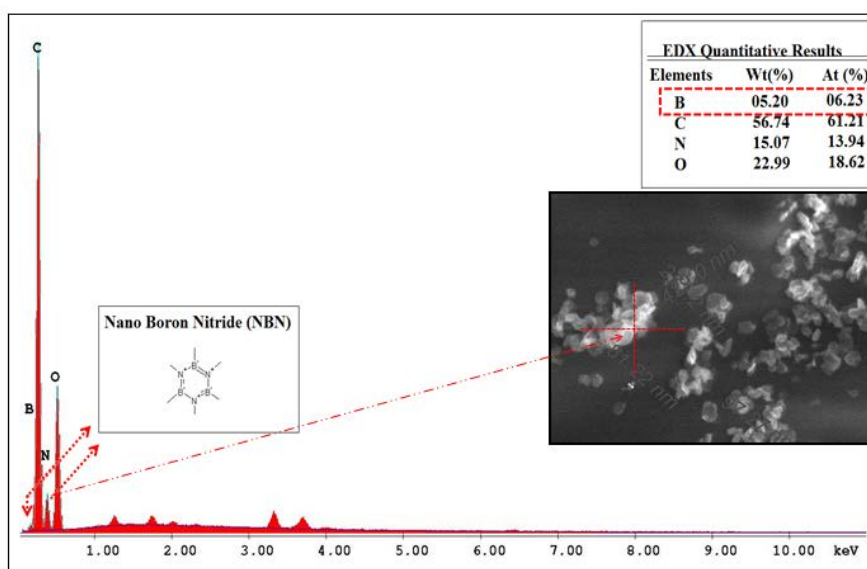 C
EDX Quantitative Results
Elements Wt(%) At (%)
B 05.20 06.23
C 56.74 61.21
N 15.07 13.94
O 22.99 18.62
Nano Boron Nitride (NBN)
B
N N
B B
N
O
B
N
nm
nm
1.00 2.00 3.00 4.00 5.00 6.00 7.00 8.00 9.00 10.00 keV